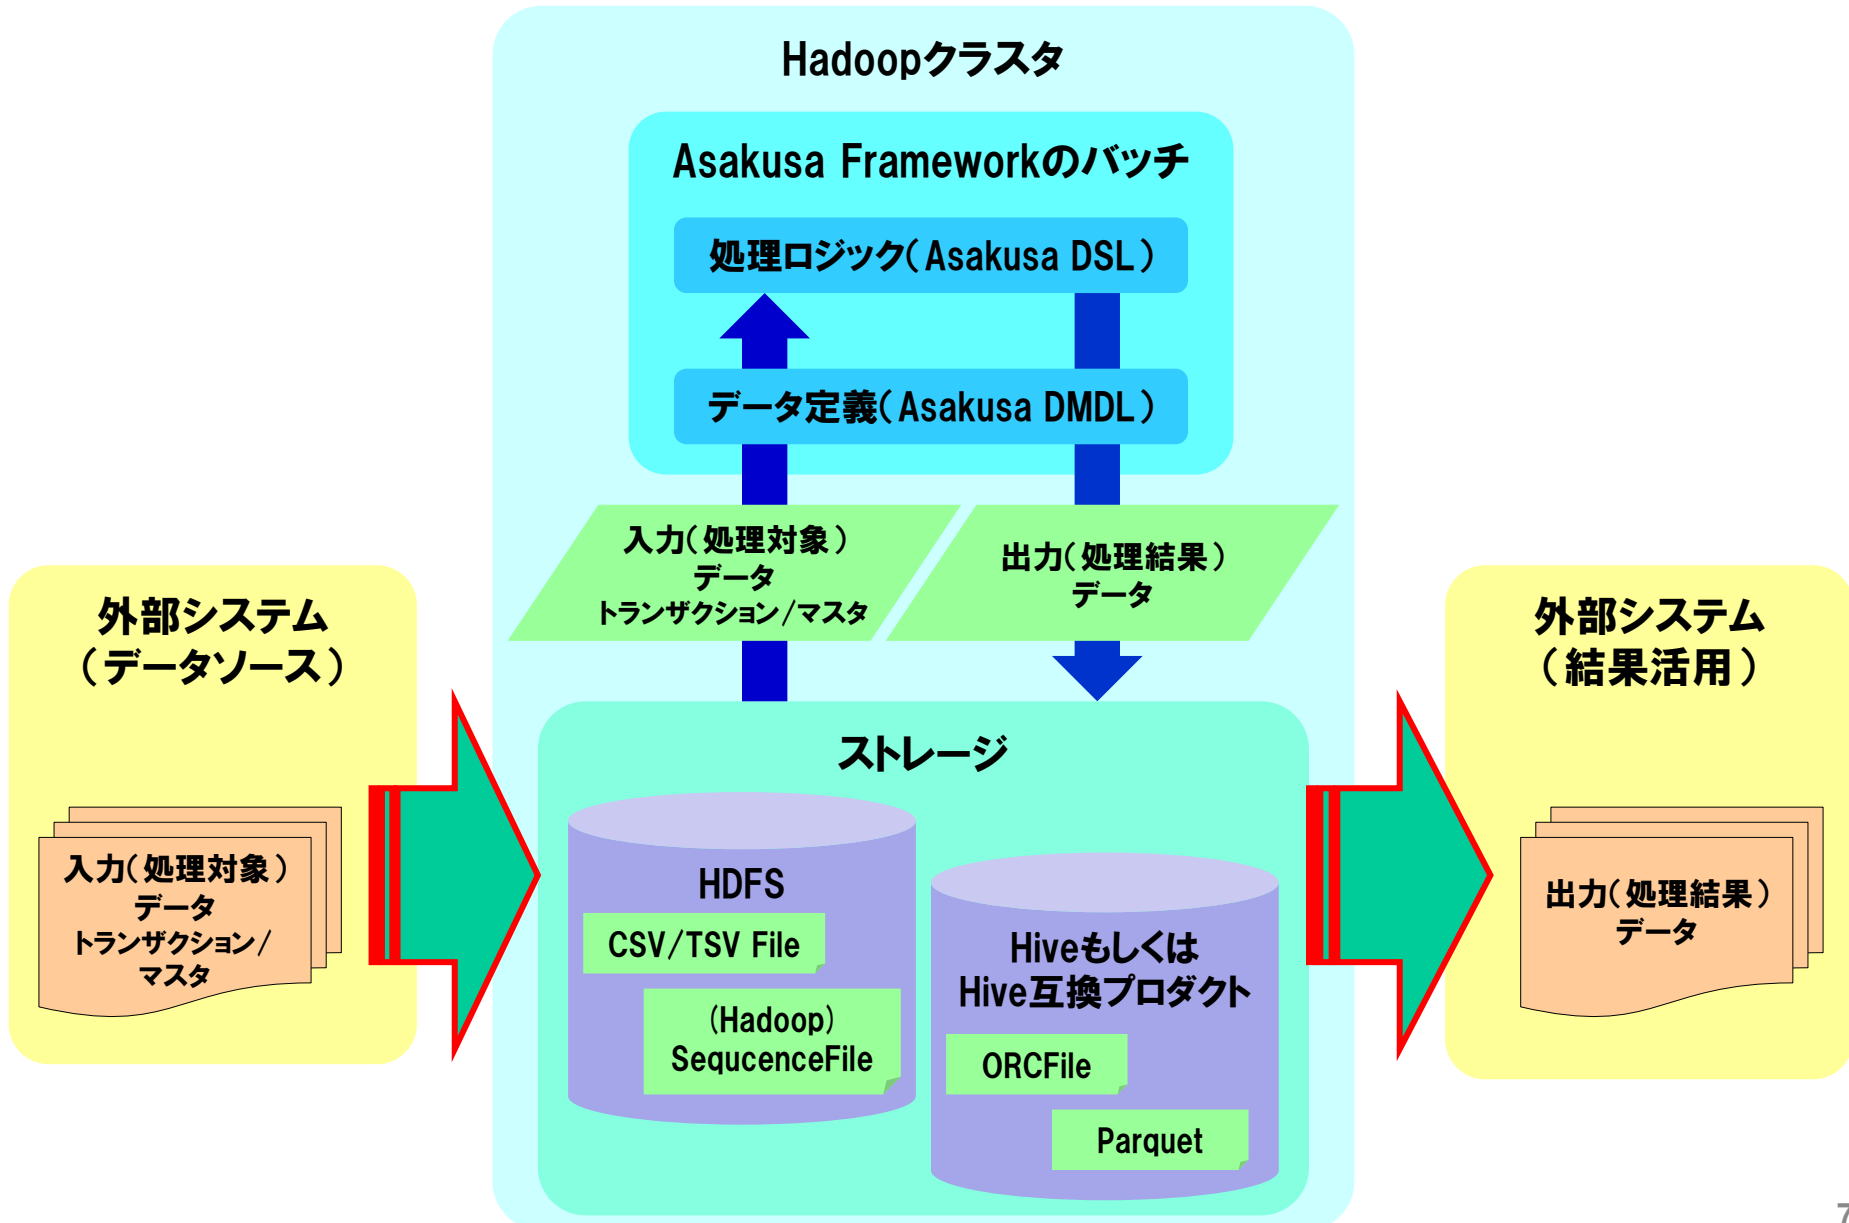 Hadoopクラスタ
Asakusa Frameworkのバッチ
処理ロジック(Asakusa DSL)
データ定義(Asakusa DMDL)
入力(処理対象)
データ
トランザクション/マスタ
出力(処理結果)
データ
外部システム
(データソース)
入力(処理対象)
データ
トランザクション/
マスタ
ストレージ
HDFS
CSV/TSV File
(Hadoop)
SequcenceFile
Hiveもしくは
Hive互換プロダクト
ORCFile
Parquet
外部システム
(結果活用)
出力(処理結果)
データ
7